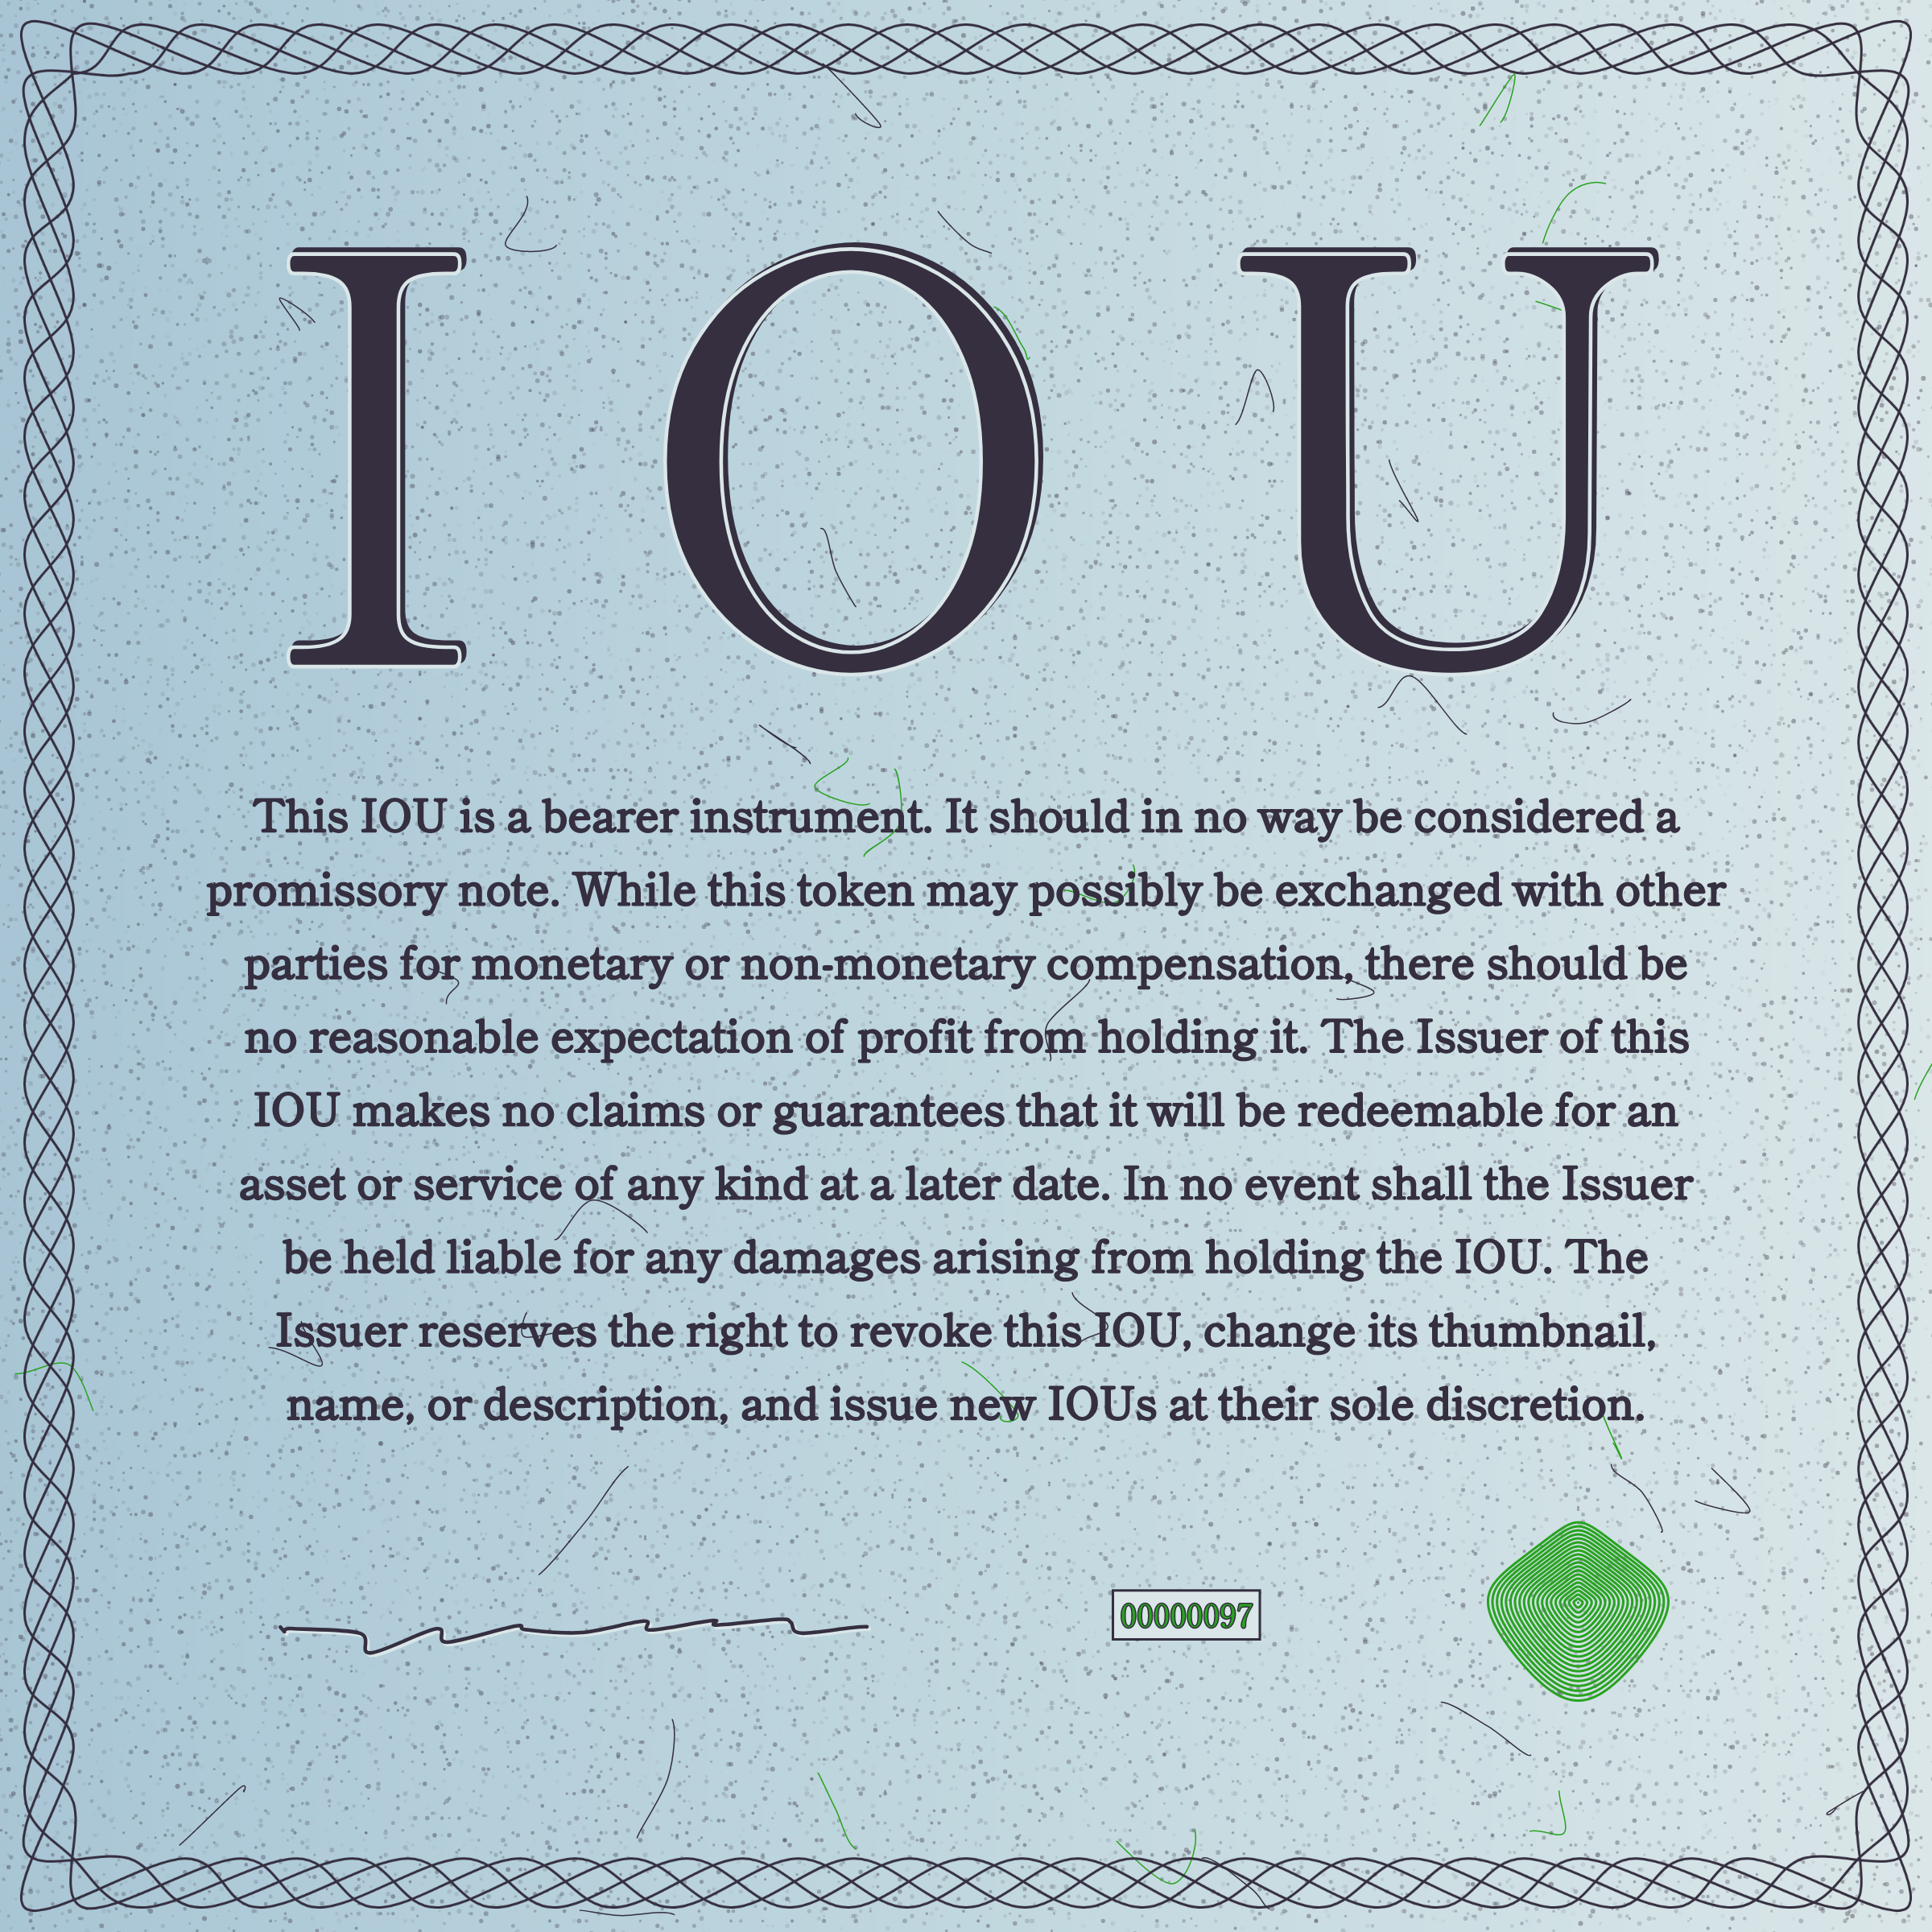 I O U
This IOU is a bearer instrument. It should in no way be considered a
promissory note. While this token may possibly be exchanged with other
parties for monetary or non-monetary compensation, there should be
no reasonable expectation of profit from holding it. The Issuer of this
IOU makes no claims or guarantees that it will be redeemable for an
asset or service of any kind at a later date. In no event shall the Issuer
be held liable for any damages arising from holding the IOU. The
Issuer reserves the right to revoke this IOU, change its thumbnail,
name, or description, and issue new IOUs at their sole discretion.
00000097